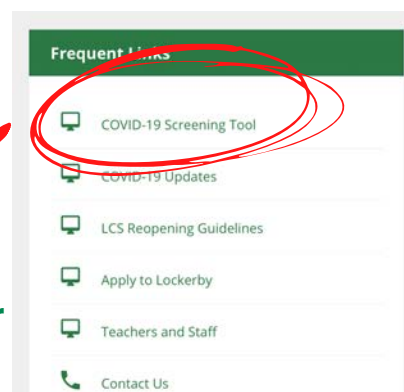 Frequent Links
COVID-19 Screening Tool
COVID-19 Updates
LCS Reopening Guidelines
Apply to Lockerby
Teachers and Staff
Contact Us